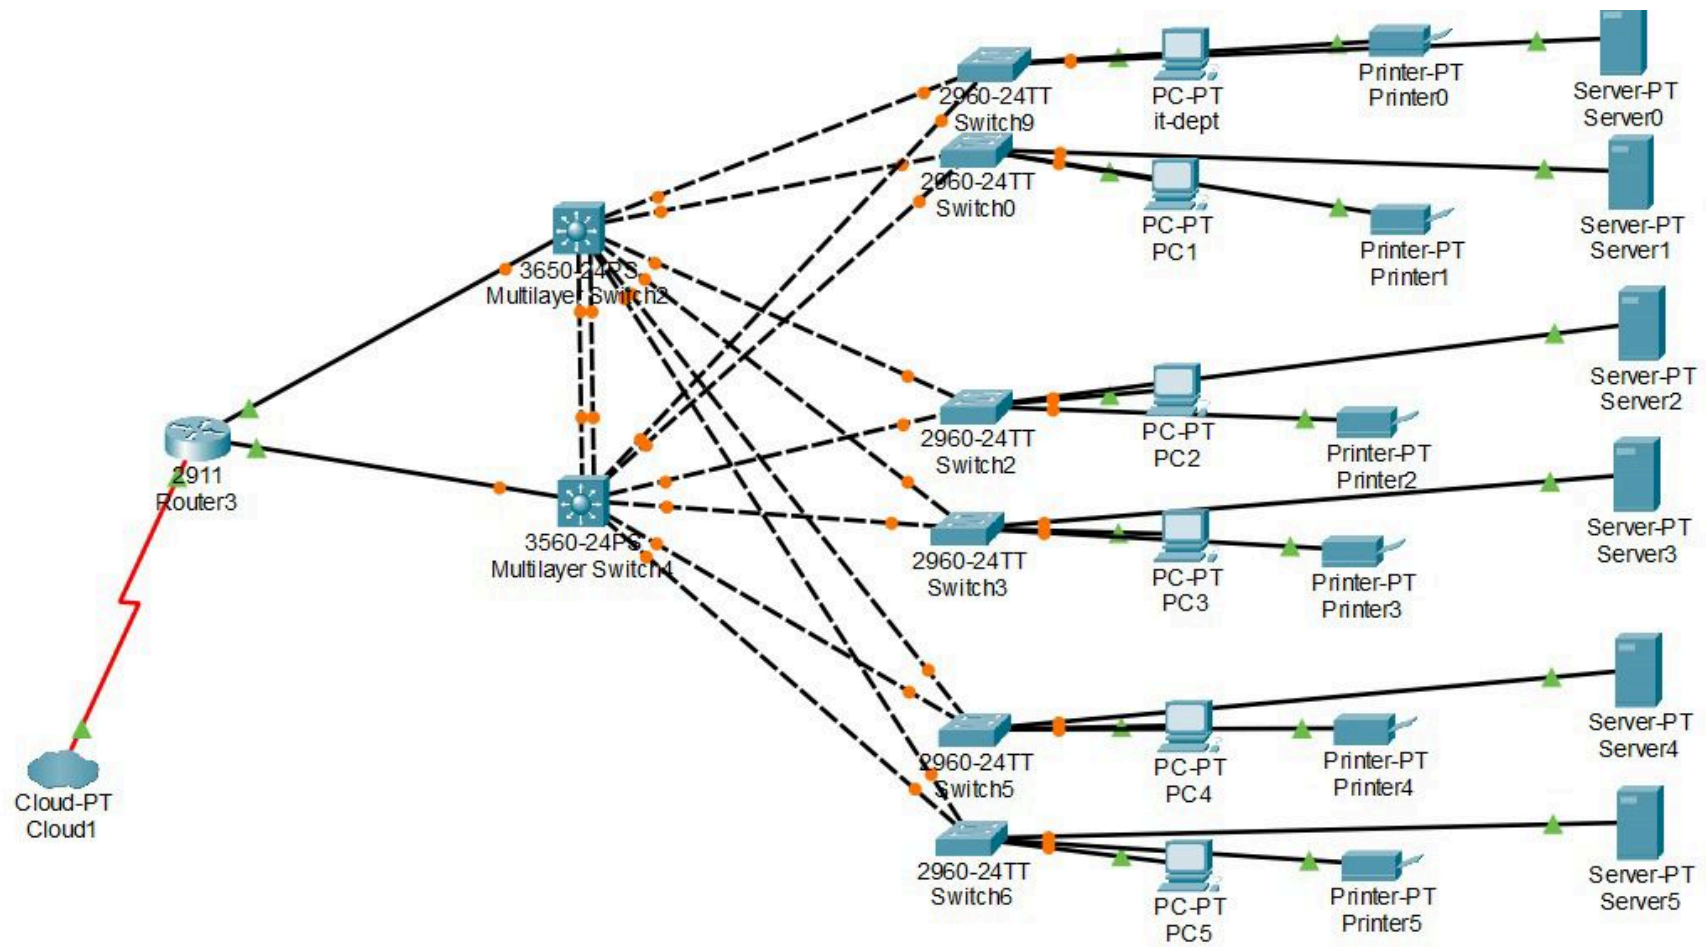 2960-24TT
Switch9
PC-PT
it-dept
Printer-PT
Printer0
Server-PT
Server0
2960-24TT
Switch0
PC-PT
PC1
Printer-PT
Printer1
Server-PT
Server1
3650-24PS
Multilayer Switch2
2960-24TT
Switch2
PC-PT
PC2
Printer-PT
Printer2
Server-PT
Server2
2911
Router3
3560-24PS
Multilayer Switch4
2960-24TT
Switch3
PC-PT
PC3
Printer-PT
Printer3
Server-PT
Server3
2960-24TT
Switch5
PC-PT
PC4
Printer-PT
Printer4
Server-PT
Server4
Cloud-PT
Cloud1
2960-24TT
Switch6
PC-PT
PC5
Printer-PT
Printer5
Server-PT
Server5